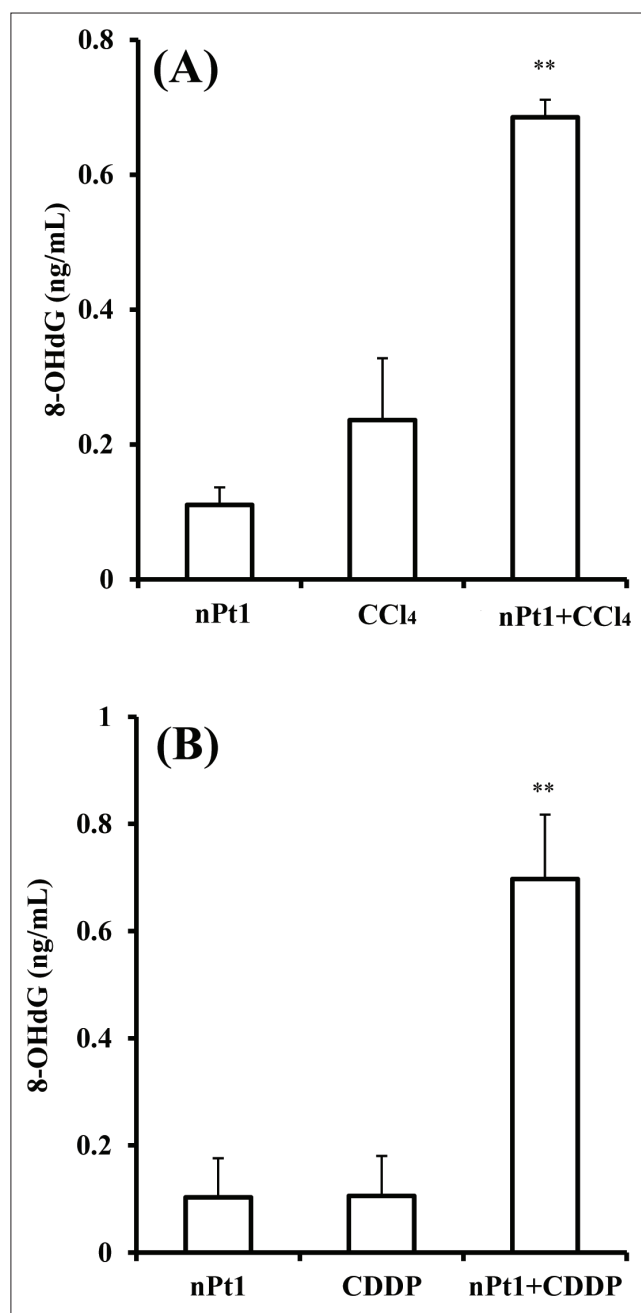 (A)
**
8-OHdG (ng/mL)
0.8
0.6
0.4
0.2
0
nPt1 CCl4 nPt1+CCl4
(B)
**
8-OHdG (ng/mL)
1
0.8
0.6
0.4
0.2
0
nPt1 CDDP nPt1+CDDP